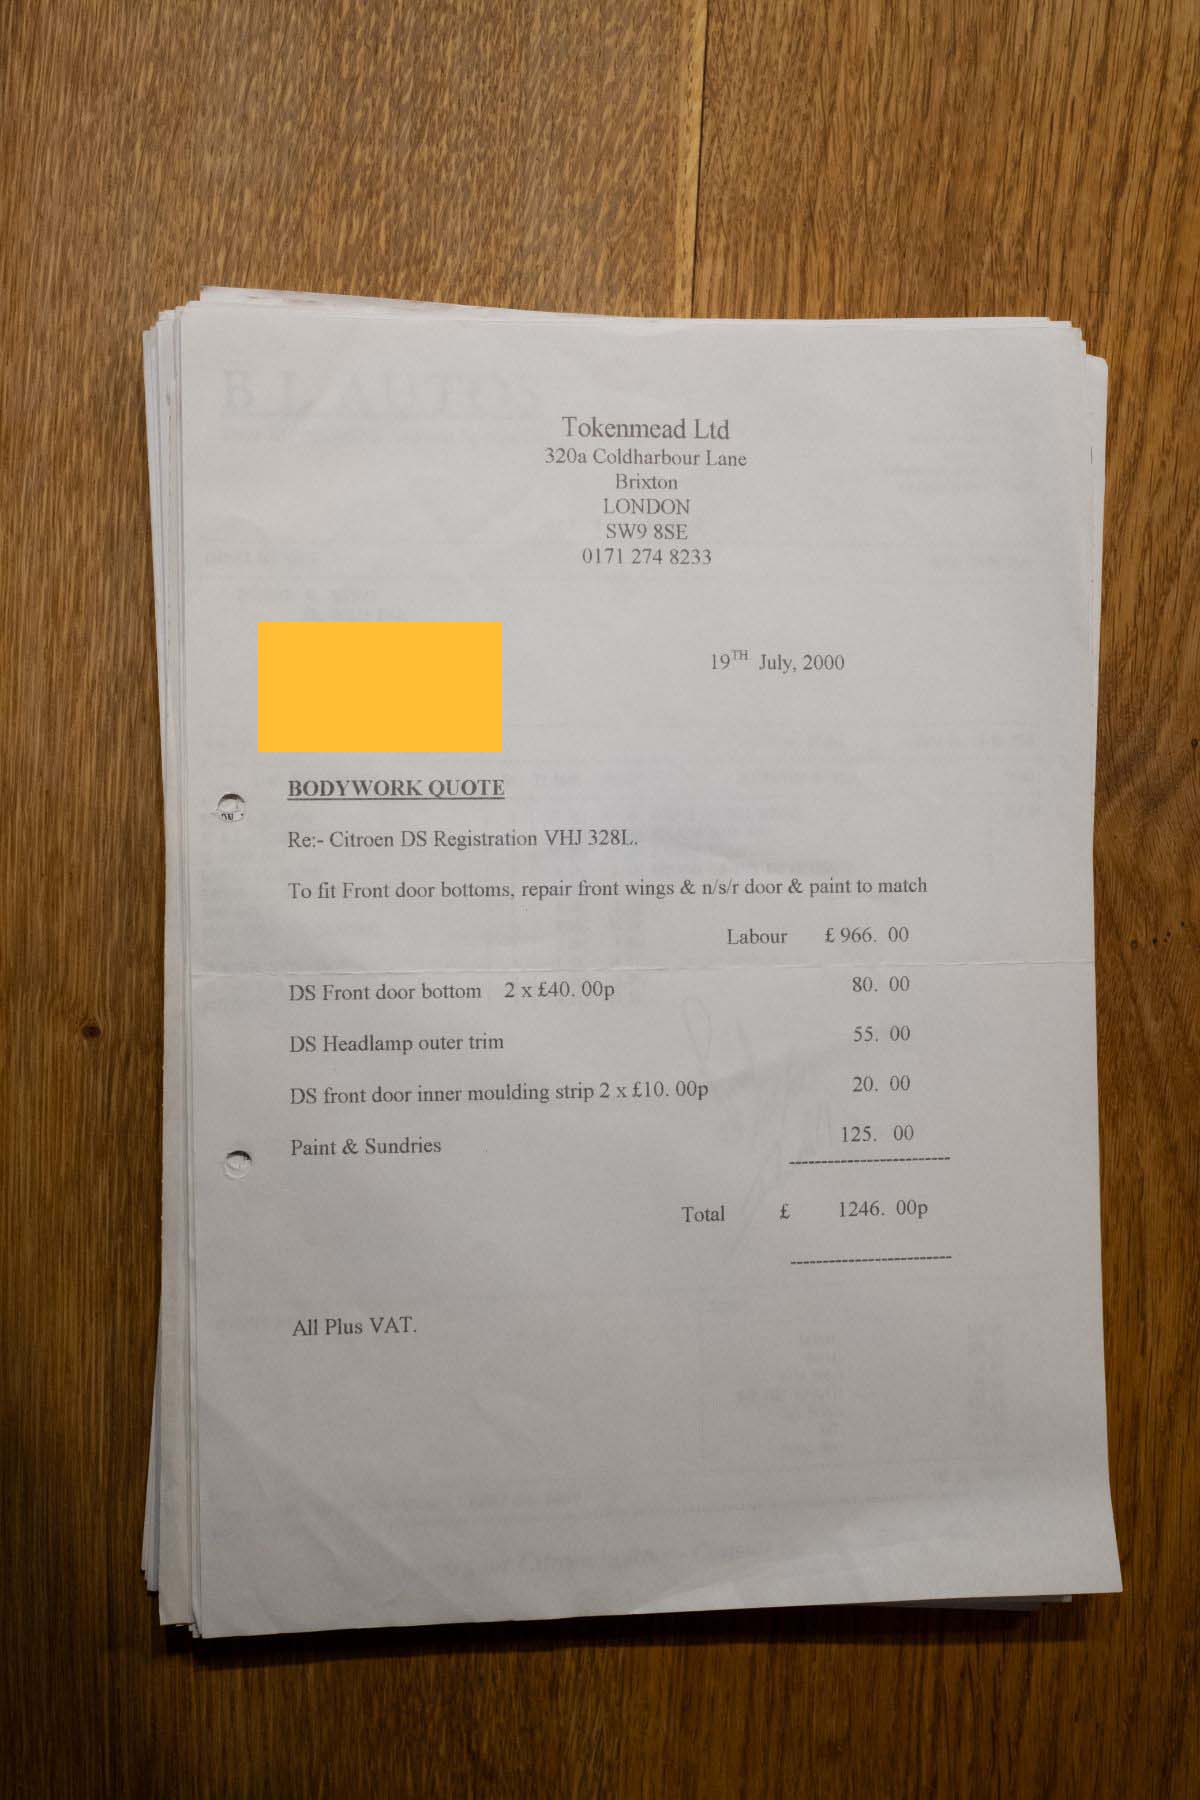 B L AUTOS
Tokenmead Ltd
320a Coldharbour Lane
Brixton
LONDON
SW9 8SE
0171 274 8233
19TH July, 2000
BODYWORK QUOTE
Re:- Citroen DS Registration VHJ 328L.
To fit Front door bottoms, repair front wings & n/s/r door & paint to match
Labour £ 966. 00
DS Front door bottom 2 x £40. 00p 80. 00
DS Headlamp outer trim 55. 00
DS front door inner moulding strip 2 x £10. 00p 20. 00
Paint & Sundries 125. 00
-------------------------
Total £ 1246. 00p
-------------------------
All Plus VAT.